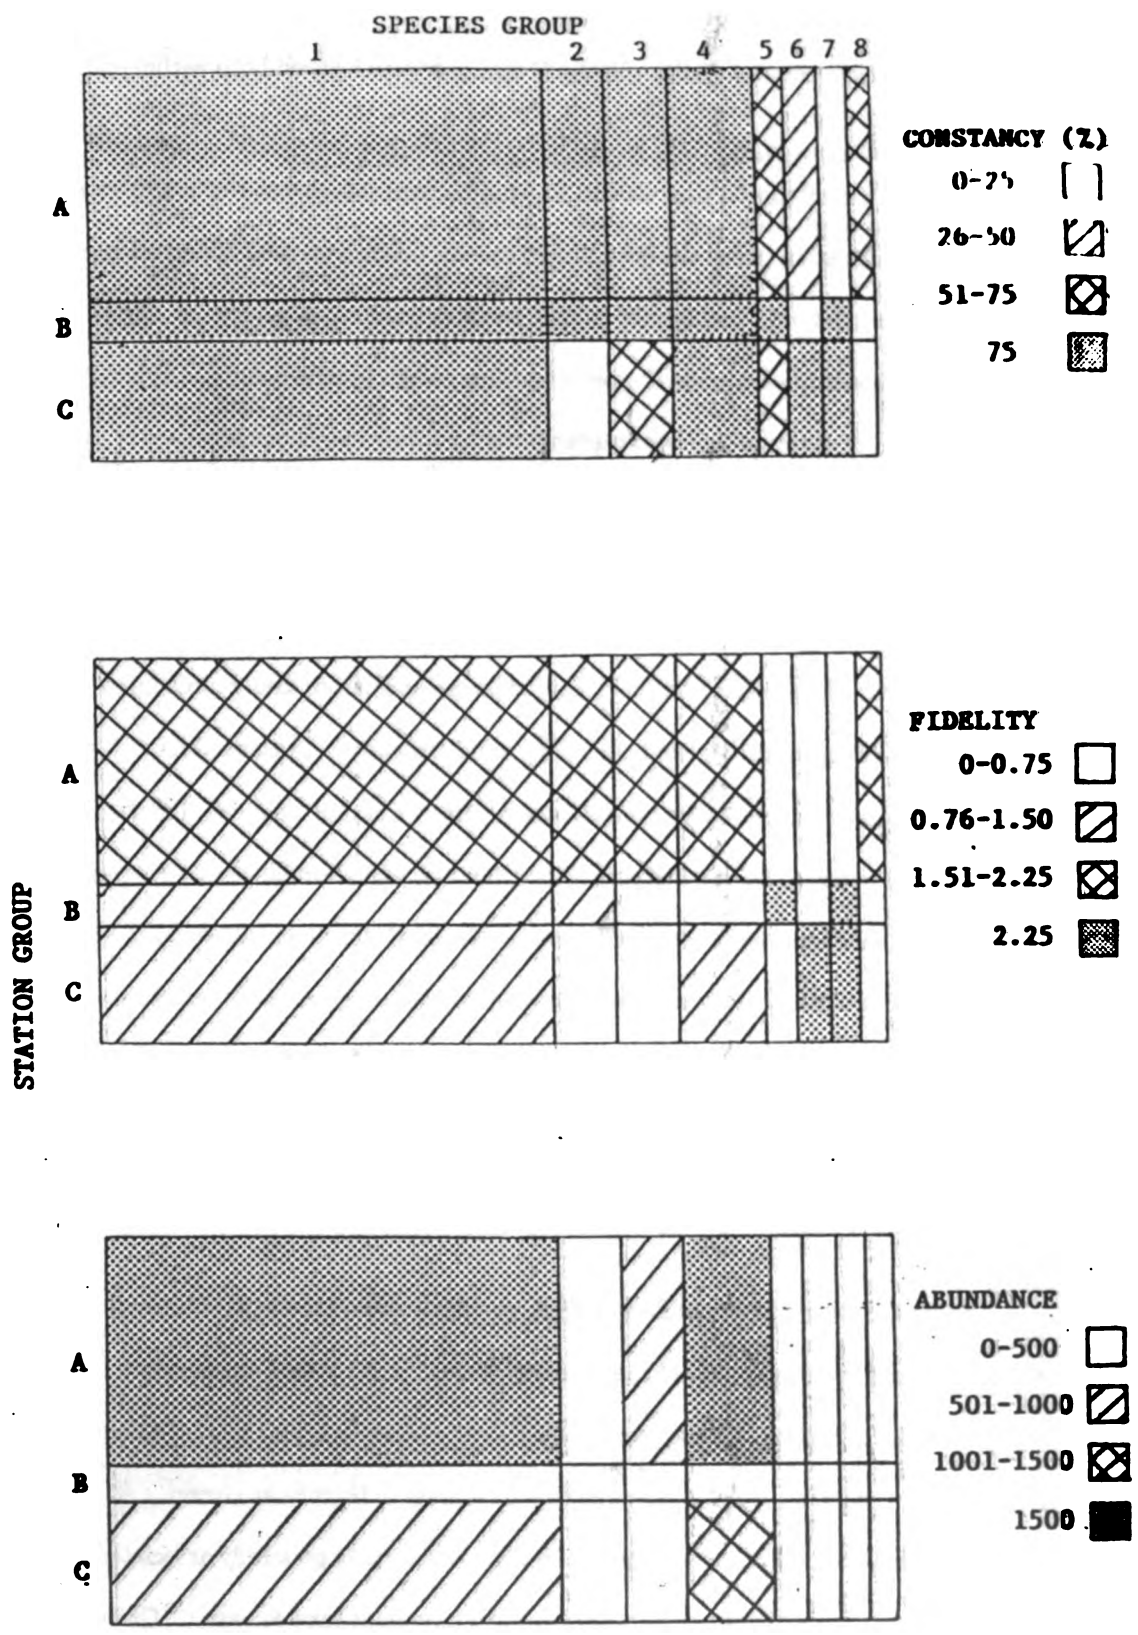 SPECIES GROUP
1 2 3 4 5 6 7 8
A
B
C
CONSTANCY (%)
0-25
26-50
51-75
75
STATION GROUP
A
B
C
FIDELITY
0-0.75
0.76-1.50
1.51-2.25
2.25
A
B
C
ABUNDANCE
0-500
501-1000
1001-1500
1500